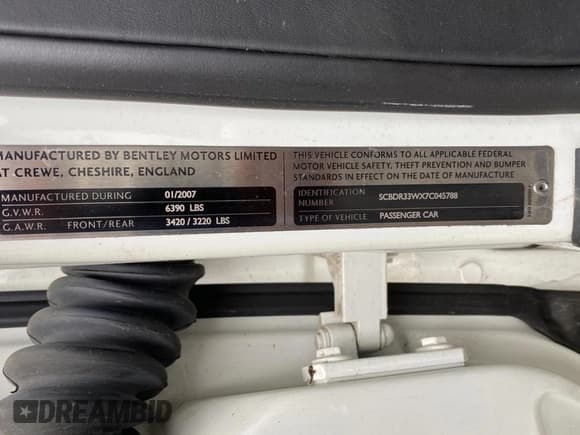 MANUFACTURED BY BENTLEY MOTORS LIMITED
AT CREWE, CHESHIRE, ENGLAND
MANUFACTURED DURING 01/2007
G.V.W.R. 6390 LBS
G.A.W.R. FRONT/REAR 3420 / 3220 LBS
THIS VEHICLE CONFORMS TO ALL APPLICABLE FEDERAL
MOTOR VEHICLE SAFETY, THEFT PREVENTION AND BUMPER
STANDARDS IN EFFECT ON THE DATE OF MANUFACTURE
IDENTIFICATION
NUMBER SCBDR33WX7C045788
TYPE OF VEHICLE PASSENGER CAR
DREAMBID